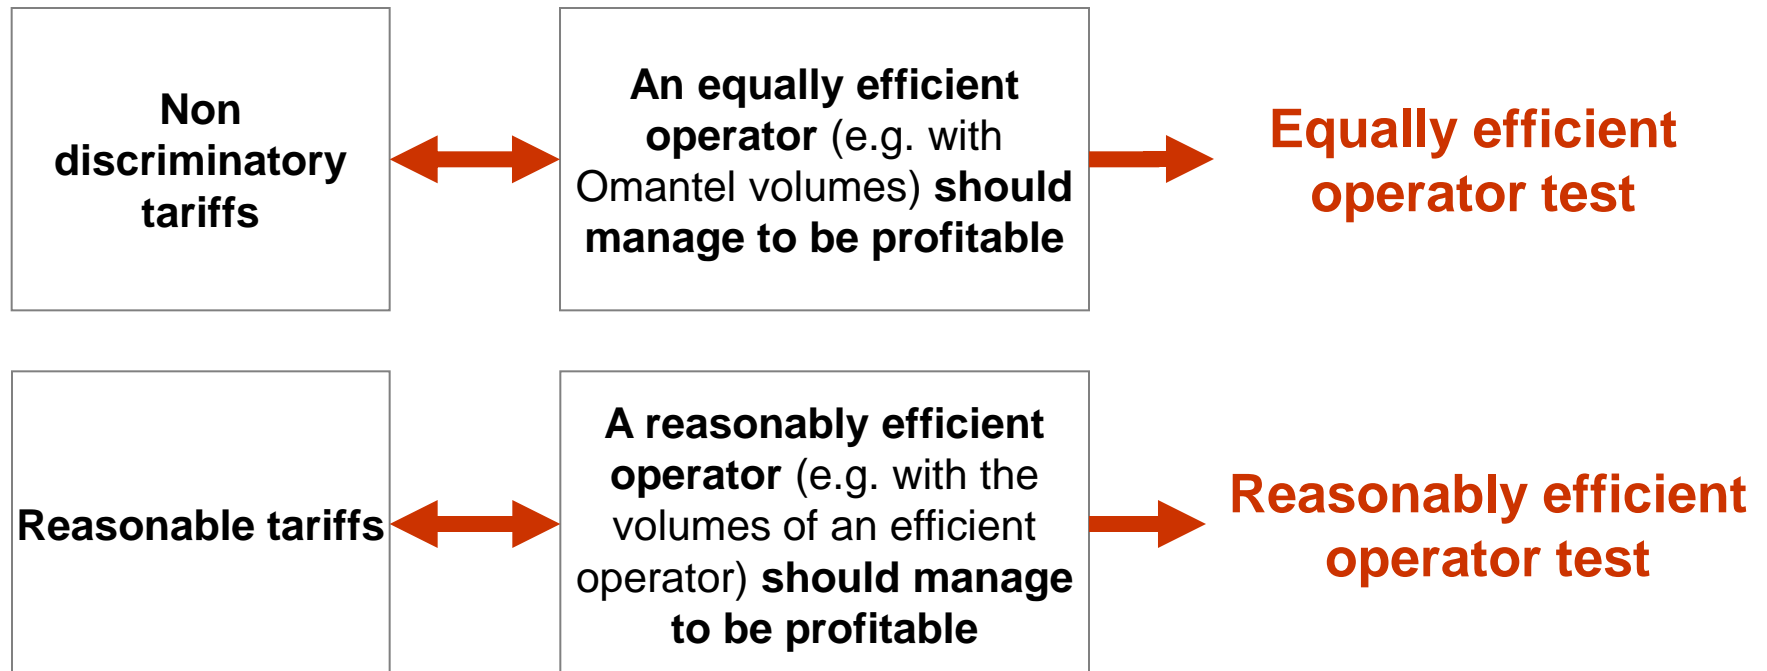 Non
discriminatory
tariffs
An equally efficient
operator (e.g. with
Omantel volumes) should
manage to be profitable
Equally efficient
operator test
Reasonable tariffs
A reasonably efficient
operator (e.g. with the
volumes of an efficient
operator) should manage
to be profitable
Reasonably efficient
operator test